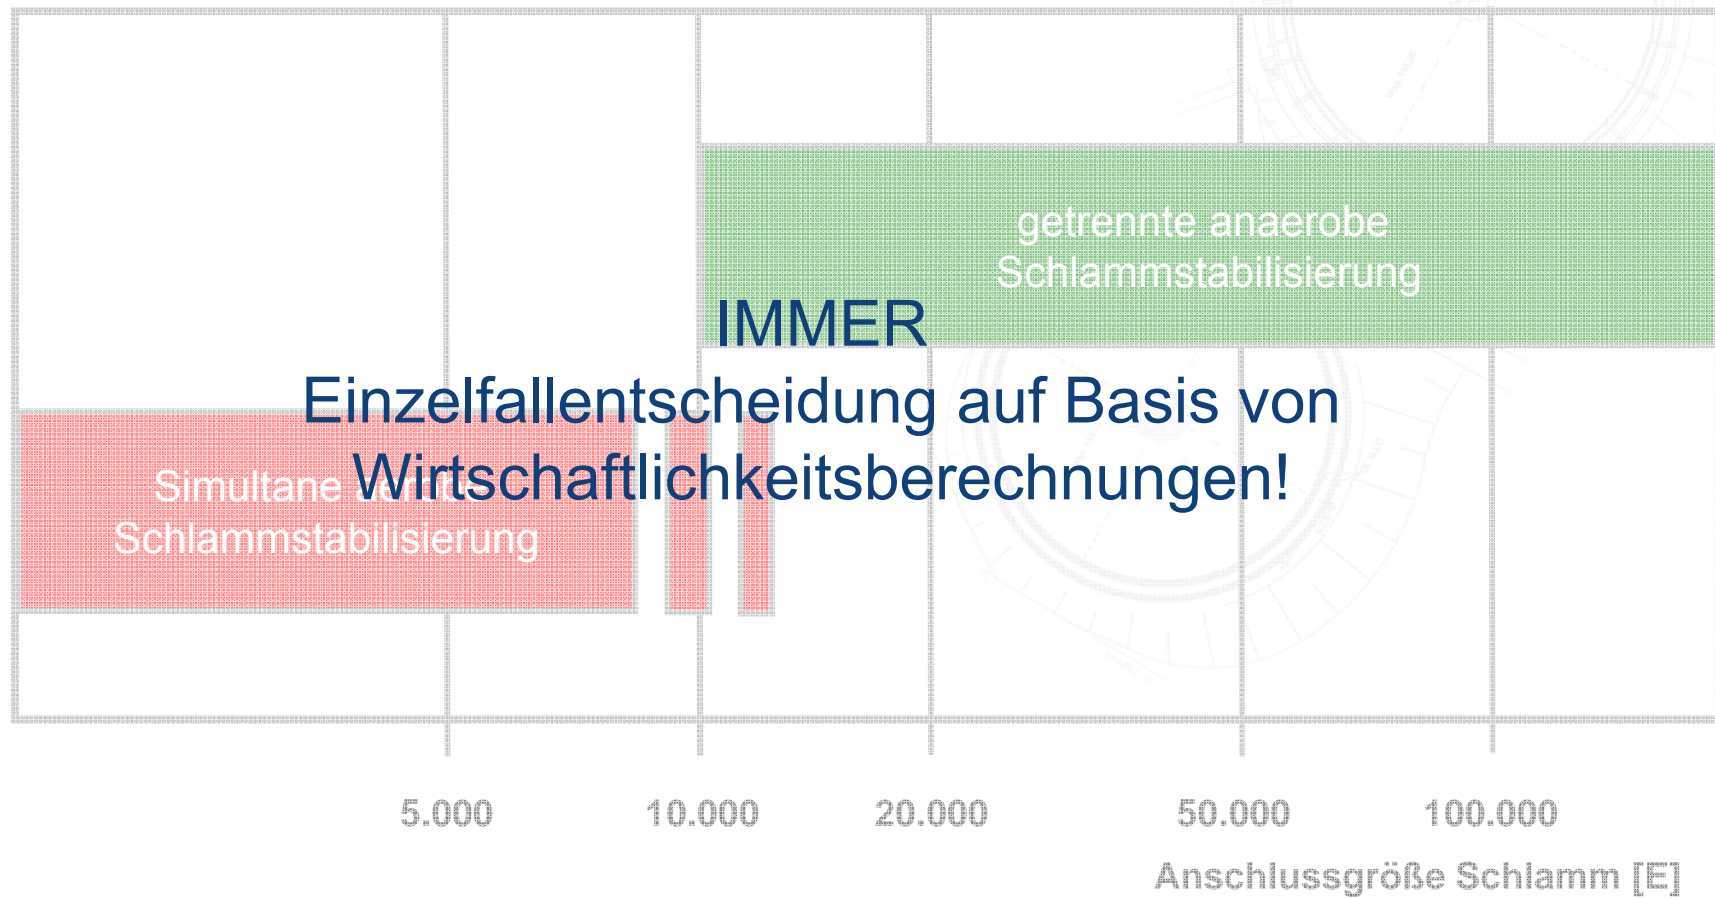 getrennte anaerobe
Schlammstabilisierung
IMMER
Einzelfallentscheidung auf Basis von
Wirtschaftlichkeitsberechnungen!
Simultane
Schlammstabilisierung
5.000 10.000 20.000 50.000 100.000
Anschlussgröße Schlamm [E]